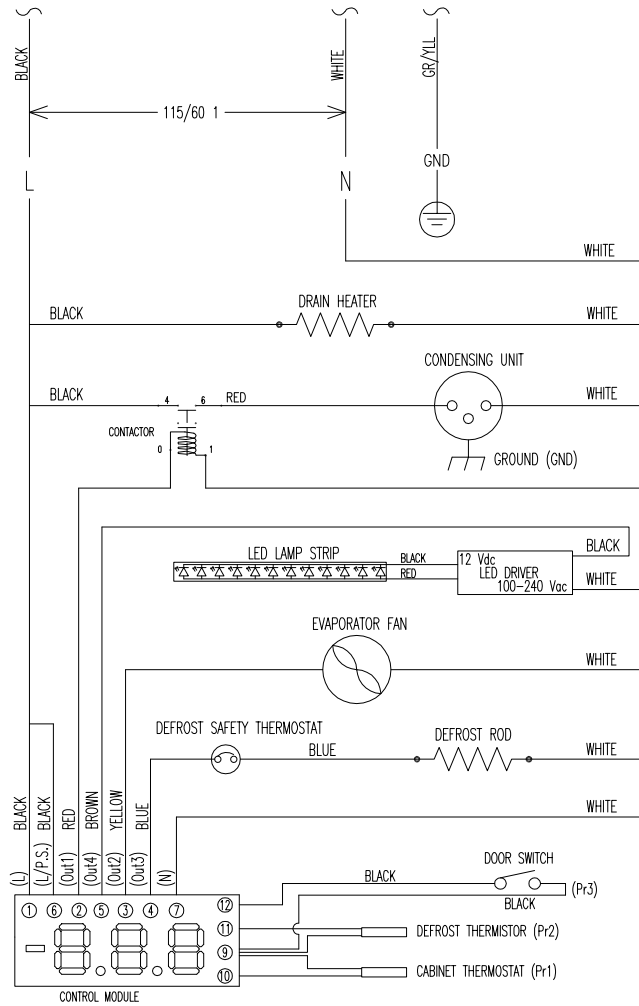 BLACK
WHITE
GR/YLL
115/60 1
GND
L
N
WHITE
DRAIN HEATER
BLACK
WHITE
CONDENSING UNIT
BLACK
4
6
RED
WHITE
CONTACTOR
0
1
GROUND (GND)
LED LAMP STRIP
BLACK
RED
12 Vdc
LED DRIVER
100-240 Vac
BLACK
WHITE
EVAPORATOR FAN
WHITE
DEFROST SAFETY THERMOSTAT
BLUE
DEFROST ROD
WHITE
WHITE
(L) BLACK
(L/P.S.) BLACK
(Out1) RED
(Out4) BROWN
(Out2) YELLOW
(Out3) BLUE
(N)
DOOR SWITCH
BLACK
BLACK
(Pr3)
1 6 2 5 3 4 7 12
11
9
10
8.8.8
DEFROST THERMISTOR (Pr2)
CABINET THERMOSTAT (Pr1)
CONTROL MODULE